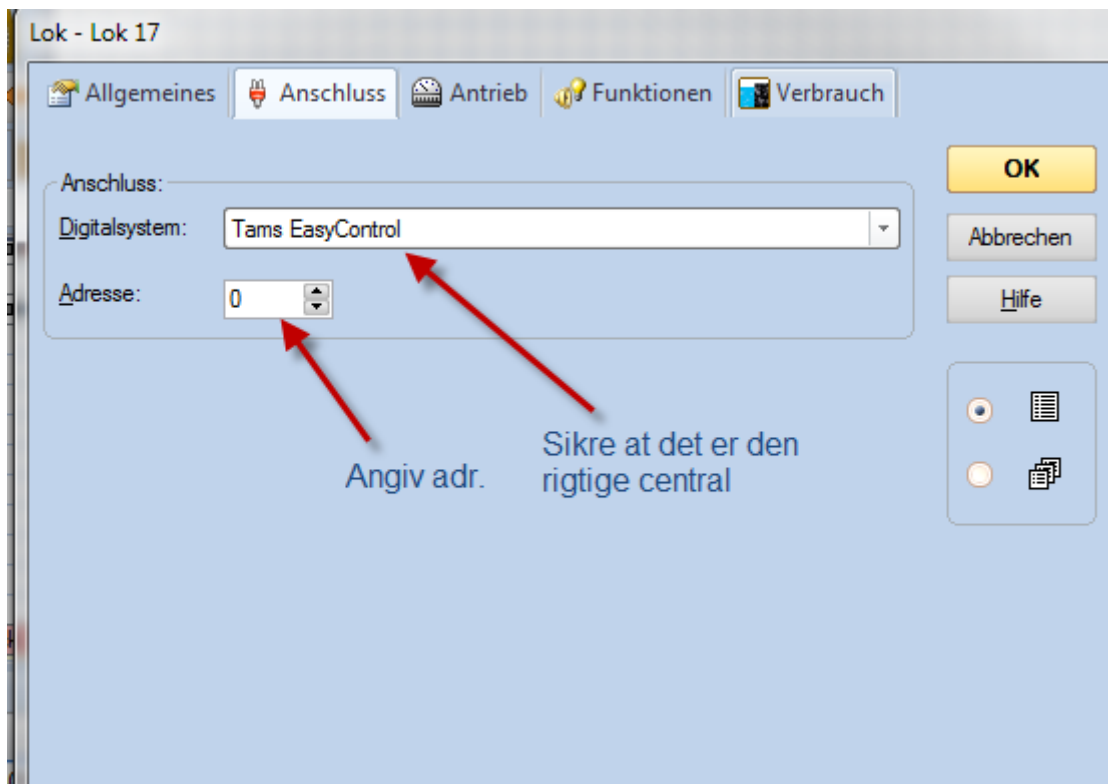 Lok - Lok 17
Allgemeines Anschluss Antrieb Funktionen Verbrauch
Anschluss:
Digitalsystem: Tams EasyControl
Adresse: 0
OK
Abbrechen
Hilfe
Angiv adr.
Sikre at det er den
rigtige central